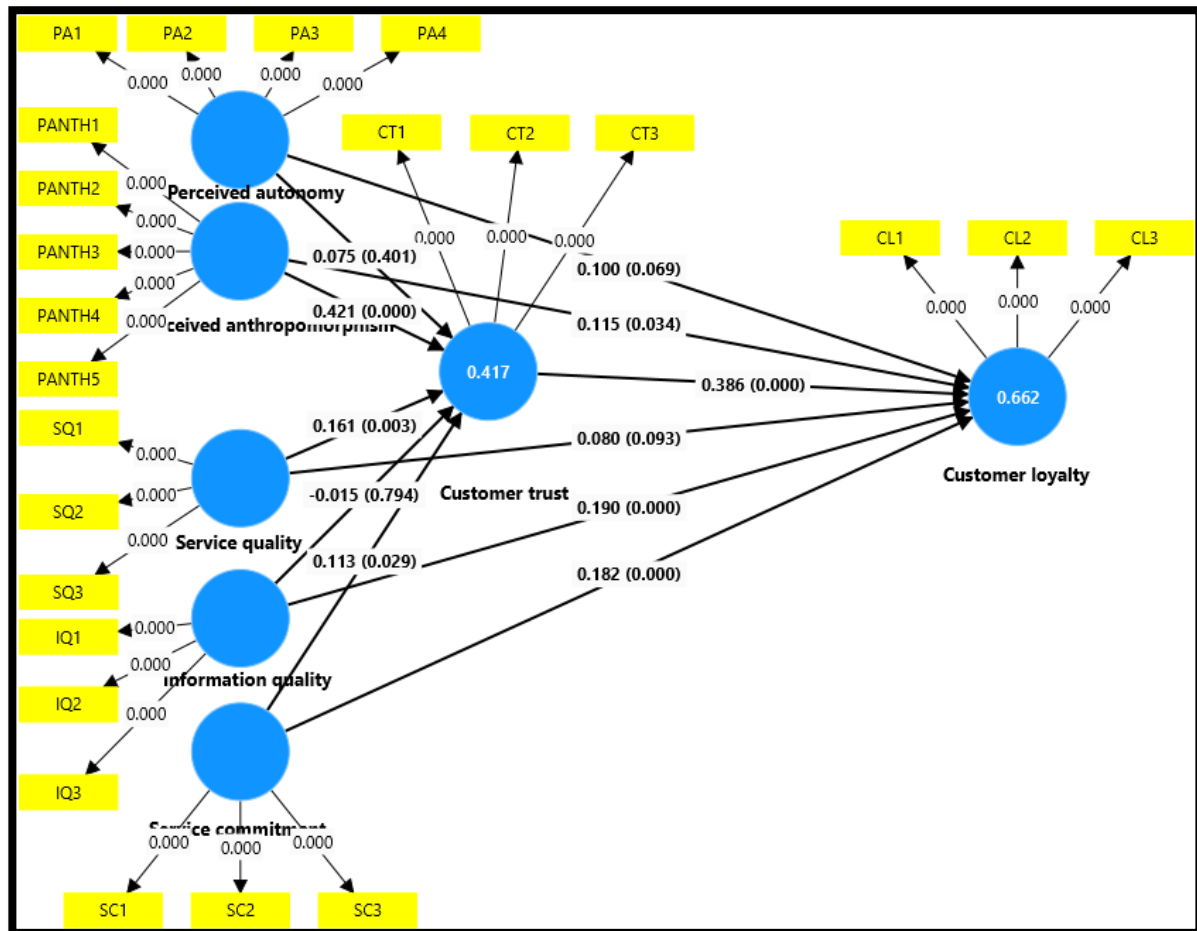 PA1
PA2
PA3
PA4
0.000
0.000
0.000
0.000
PANTH1
PANTH2
PANTH3
PANTH4
PANTH5
0.000
0.000
0.000
0.000
0.000
Perceived autonomy
CT1
CT2
CT3
0.000
0.000
0.000
CL1
CL2
CL3
0.000
0.000
0.000
0.075 (0.401)
0.100 (0.069)
0.421 (0.000)
ceived anthropomorphism
0.115 (0.034)
0.417
0.386 (0.000)
0.662
SQ1
SQ2
SQ3
0.000
0.000
0.000
0.161 (0.003)
0.080 (0.093)
Customer trust
Customer loyalty
-0.015 (0.794)
0.190 (0.000)
Service quality
0.113 (0.029)
0.182 (0.000)
IQ1
IQ2
IQ3
0.000
0.000
0.000
Information quality
Service commitment
0.000
0.000
0.000
SC1
SC2
SC3